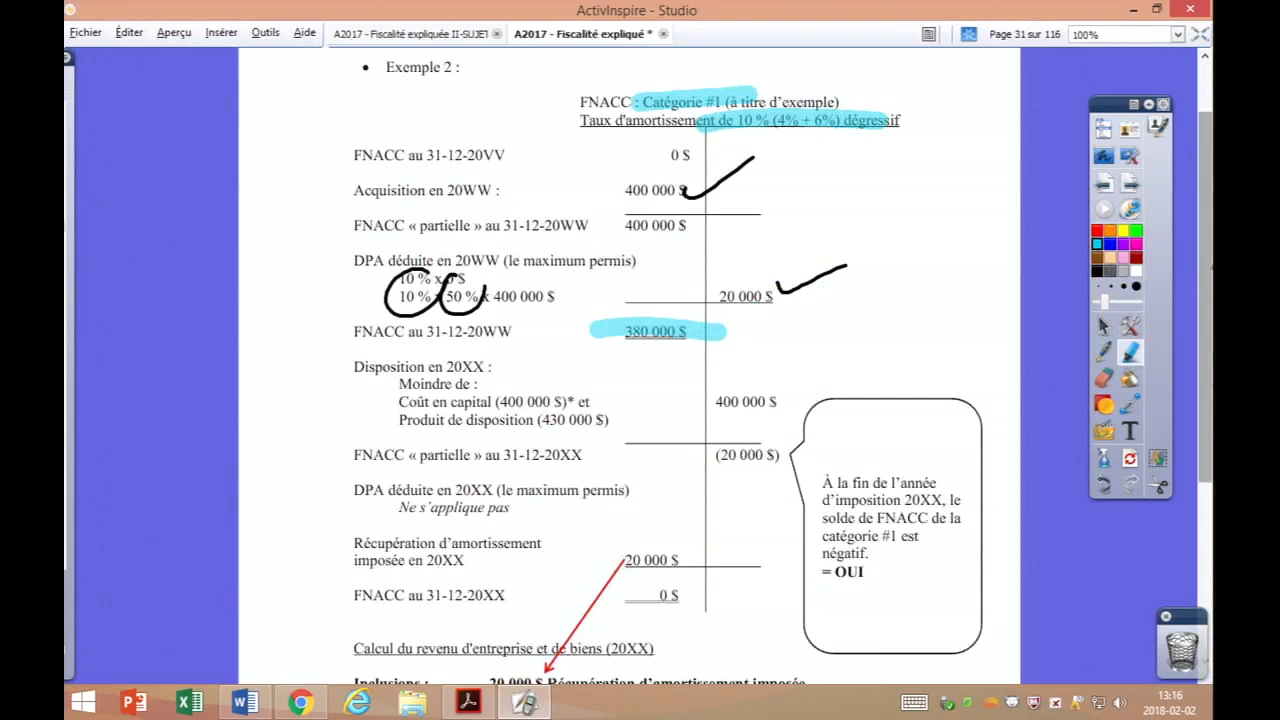 ActivInspire - Studio
Fichier Éditer Aperçu Insérer Outils Aide
A2017 - Fiscalité expliquée II-SUJET
A2017 - Fiscalité expliqué *
Page 31 sur 116
100%
• Exemple 2 :
FNACC : Catégorie #1 (à titre d'exemple)
Taux d'amortissement de 10 % (4% + 6%) dégressif
FNACC au 31-12-20VV 0 $
Acquisition en 20WW : 400 000 $
FNACC « partielle » au 31-12-20WW 400 000 $
DPA déduite en 20WW (le maximum permis)
10 % x 0 $
10 % x 50 % x 400 000 $ 20 000 $
FNACC au 31-12-20WW 380 000 $
Disposition en 20XX :
Moindre de :
Coût en capital (400 000 $)* et 400 000 $
Produit de disposition (430 000 $)
FNACC « partielle » au 31-12-20XX (20 000 $)
DPA déduite en 20XX (le maximum permis)
Ne s'applique pas
Récupération d'amortissement
imposée en 20XX 20 000 $
FNACC au 31-12-20XX 0 $
À la fin de l'année
d'imposition 20XX, le
solde de FNACC de la
catégorie #1 est
négatif.
= OUI
Calcul du revenu d'entreprise et de biens (20XX)
Inclusions : 20 000 $ Récupération d'amortissement imposée
13:16
2018-02-02